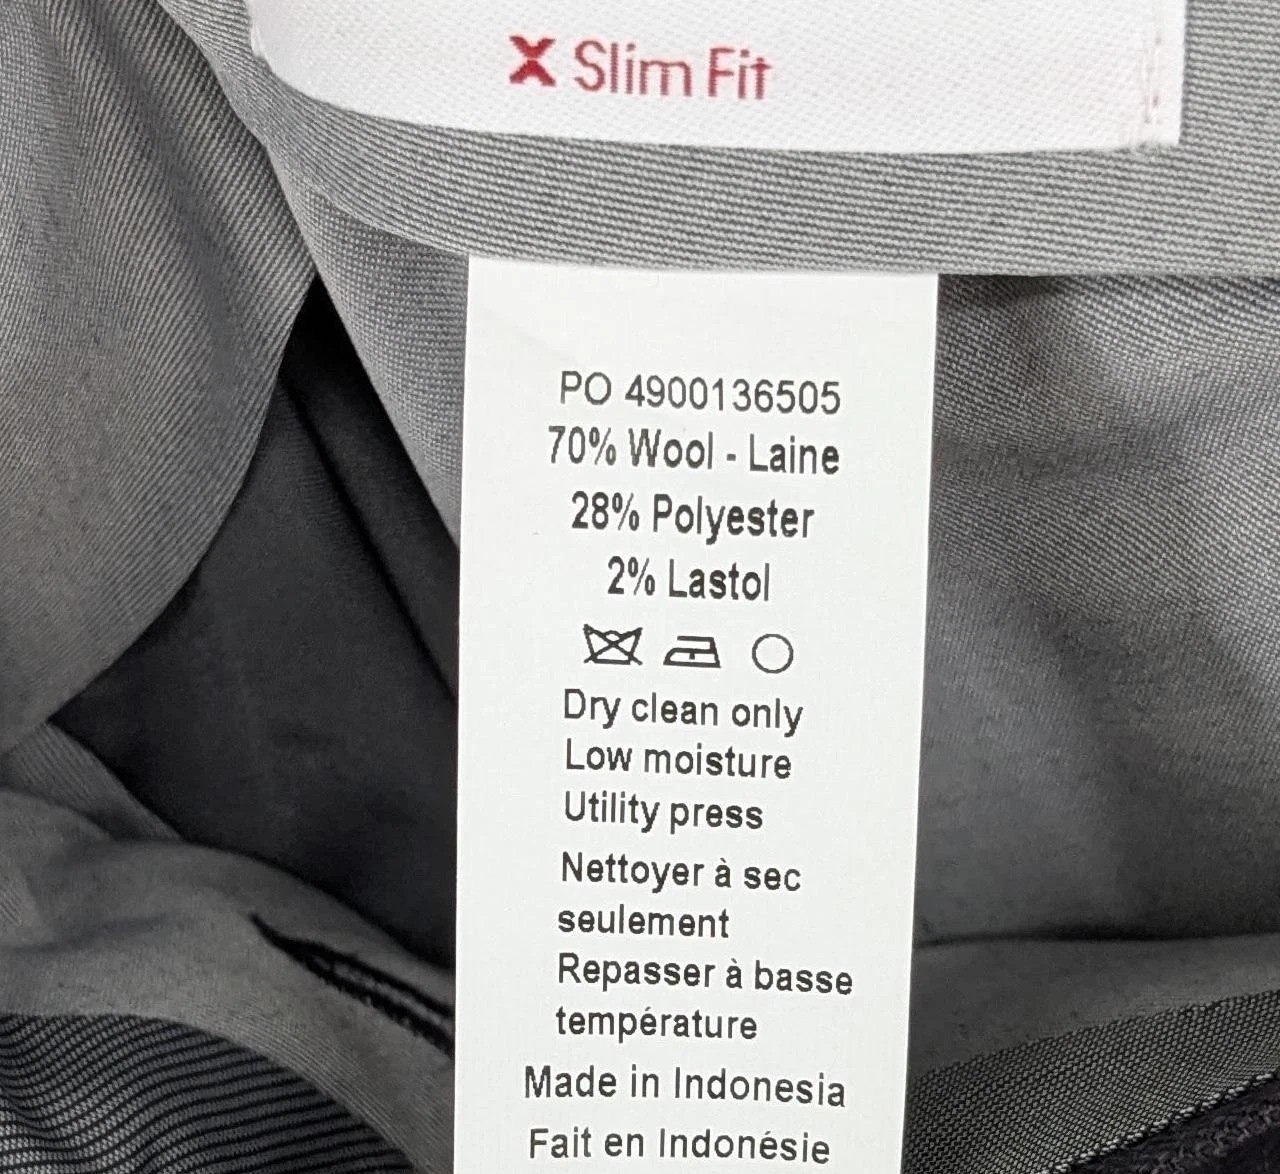 X Slim Fit
PO 4900136505
70% Wool - Laine
28% Polyester
2% Lastol
Dry clean only
Low moisture
Utility press
Nettoyer à sec
seulement
Repasser à basse
température
Made in Indonesia
Fait en Indonésie